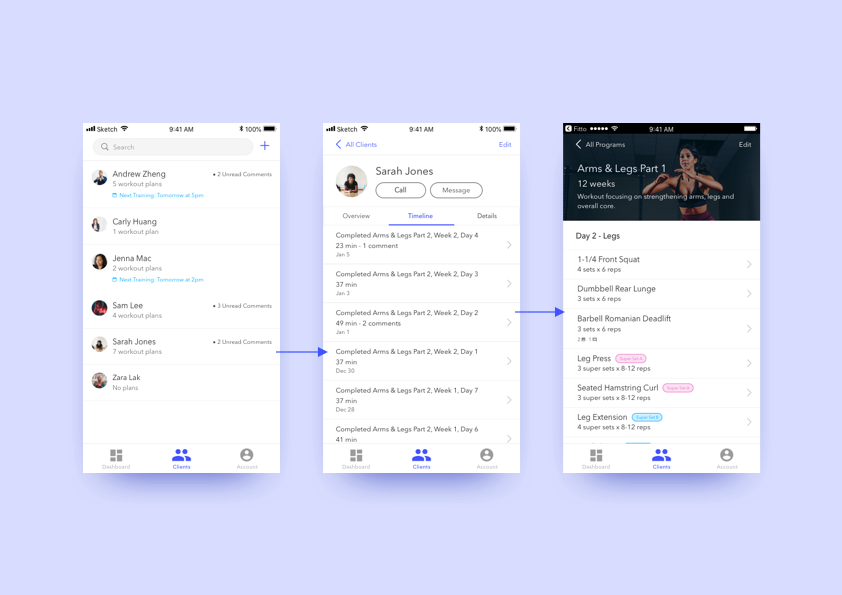 Sketch 9:41 AM 100%
Search
Andrew Zheng
• 2 Unread Comments
5 workout plans
Next Training: Tomorrow at 5pm
Carly Huang
1 workout plan
Jenna Mac
2 workout plans
Next Training: Tomorrow at 2pm
Sam Lee
• 3 Unread Comments
4 workout plans
Sarah Jones
• 2 Unread Comments
7 workout plans
Zara Lak
No plans
Dashboard Clients Account
Sketch 9:41 AM 100%
All Clients Edit
Sarah Jones
Call Message
Overview Timeline Details
Completed Arms & Legs Part 2, Week 2, Day 4
23 min - 1 comment
Jan 5
Completed Arms & Legs Part 2, Week 2, Day 3
37 min
Jan 3
Completed Arms & Legs Part 2, Week 2, Day 2
49 min - 2 comments
Jan 1
Completed Arms & Legs Part 2, Week 2, Day 1
37 min
Dec 30
Completed Arms & Legs Part 2, Week 1, Day 7
37 min
Dec 28
Completed Arms & Legs Part 2, Week 1, Day 6
41 min
Dashboard Clients Account
Fitto 9:41 AM
All Programs Edit
Arms & Legs Part 1
12 weeks
Workout focusing on strengthening arms, legs and
overall core.
Day 2 - Legs
1-1/4 Front Squat
4 sets x 6 reps
Dumbbell Rear Lunge
3 sets x 6 reps
Barbell Romanian Deadlift
3 sets x 6 reps
2 1
Leg Press Super Set A
3 super sets x 8-12 reps
Seated Hamstring Curl Super Set A
3 super sets x 8-12 reps
Leg Extension Super Set B
4 super sets x 8-12 reps
Dashboard Clients Account